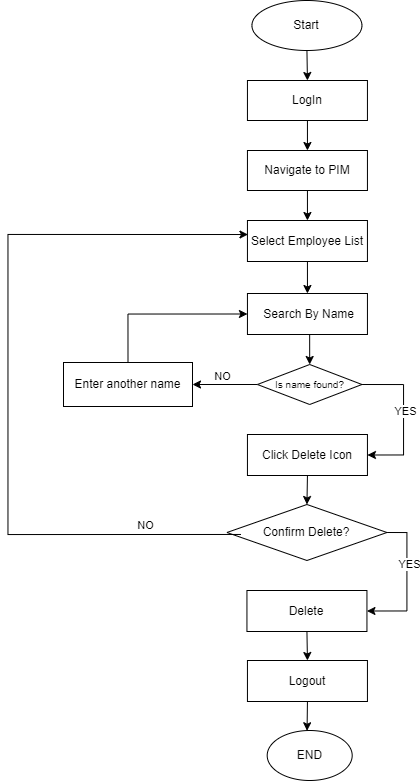 Start
LogIn
Navigate to PIM
Select Employee List
Search By Name
Enter another name
NO
Is name found?
YES
Click Delete Icon
NO
Confirm Delete?
YES
Delete
Logout
END